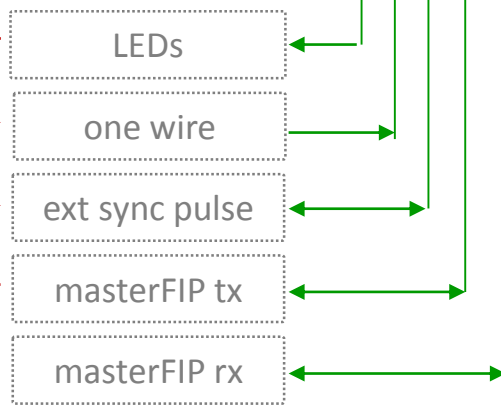 LEDs
one wire
ext sync pulse
masterFIP tx
masterFIP rx